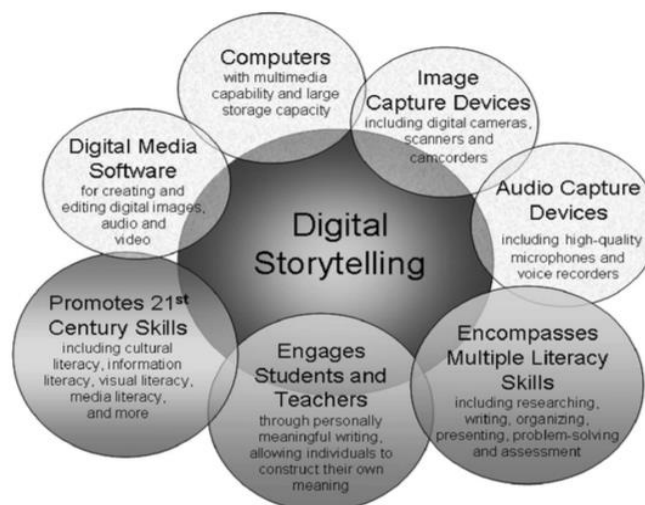 Computers
with multimedia
capability and large
storage capacity
Image
Capture Devices
including digital cameras,
scanners and
camcorders
Digital Media
Software
for creating and
editing digital images,
audio and
video
Audio Capture
Devices
including high-quality
microphones and
voice recorders
Digital
Storytelling
Promotes 21st
Century Skills
including cultural
literacy, information
literacy, visual literacy,
media literacy,
and more
Engages
Students and
Teachers
through personally
meaningful writing,
allowing individuals to
construct their own
meaning
Encompasses
Multiple Literacy
Skills
including researching,
writing, organizing,
presenting, problem-solving
and assessment